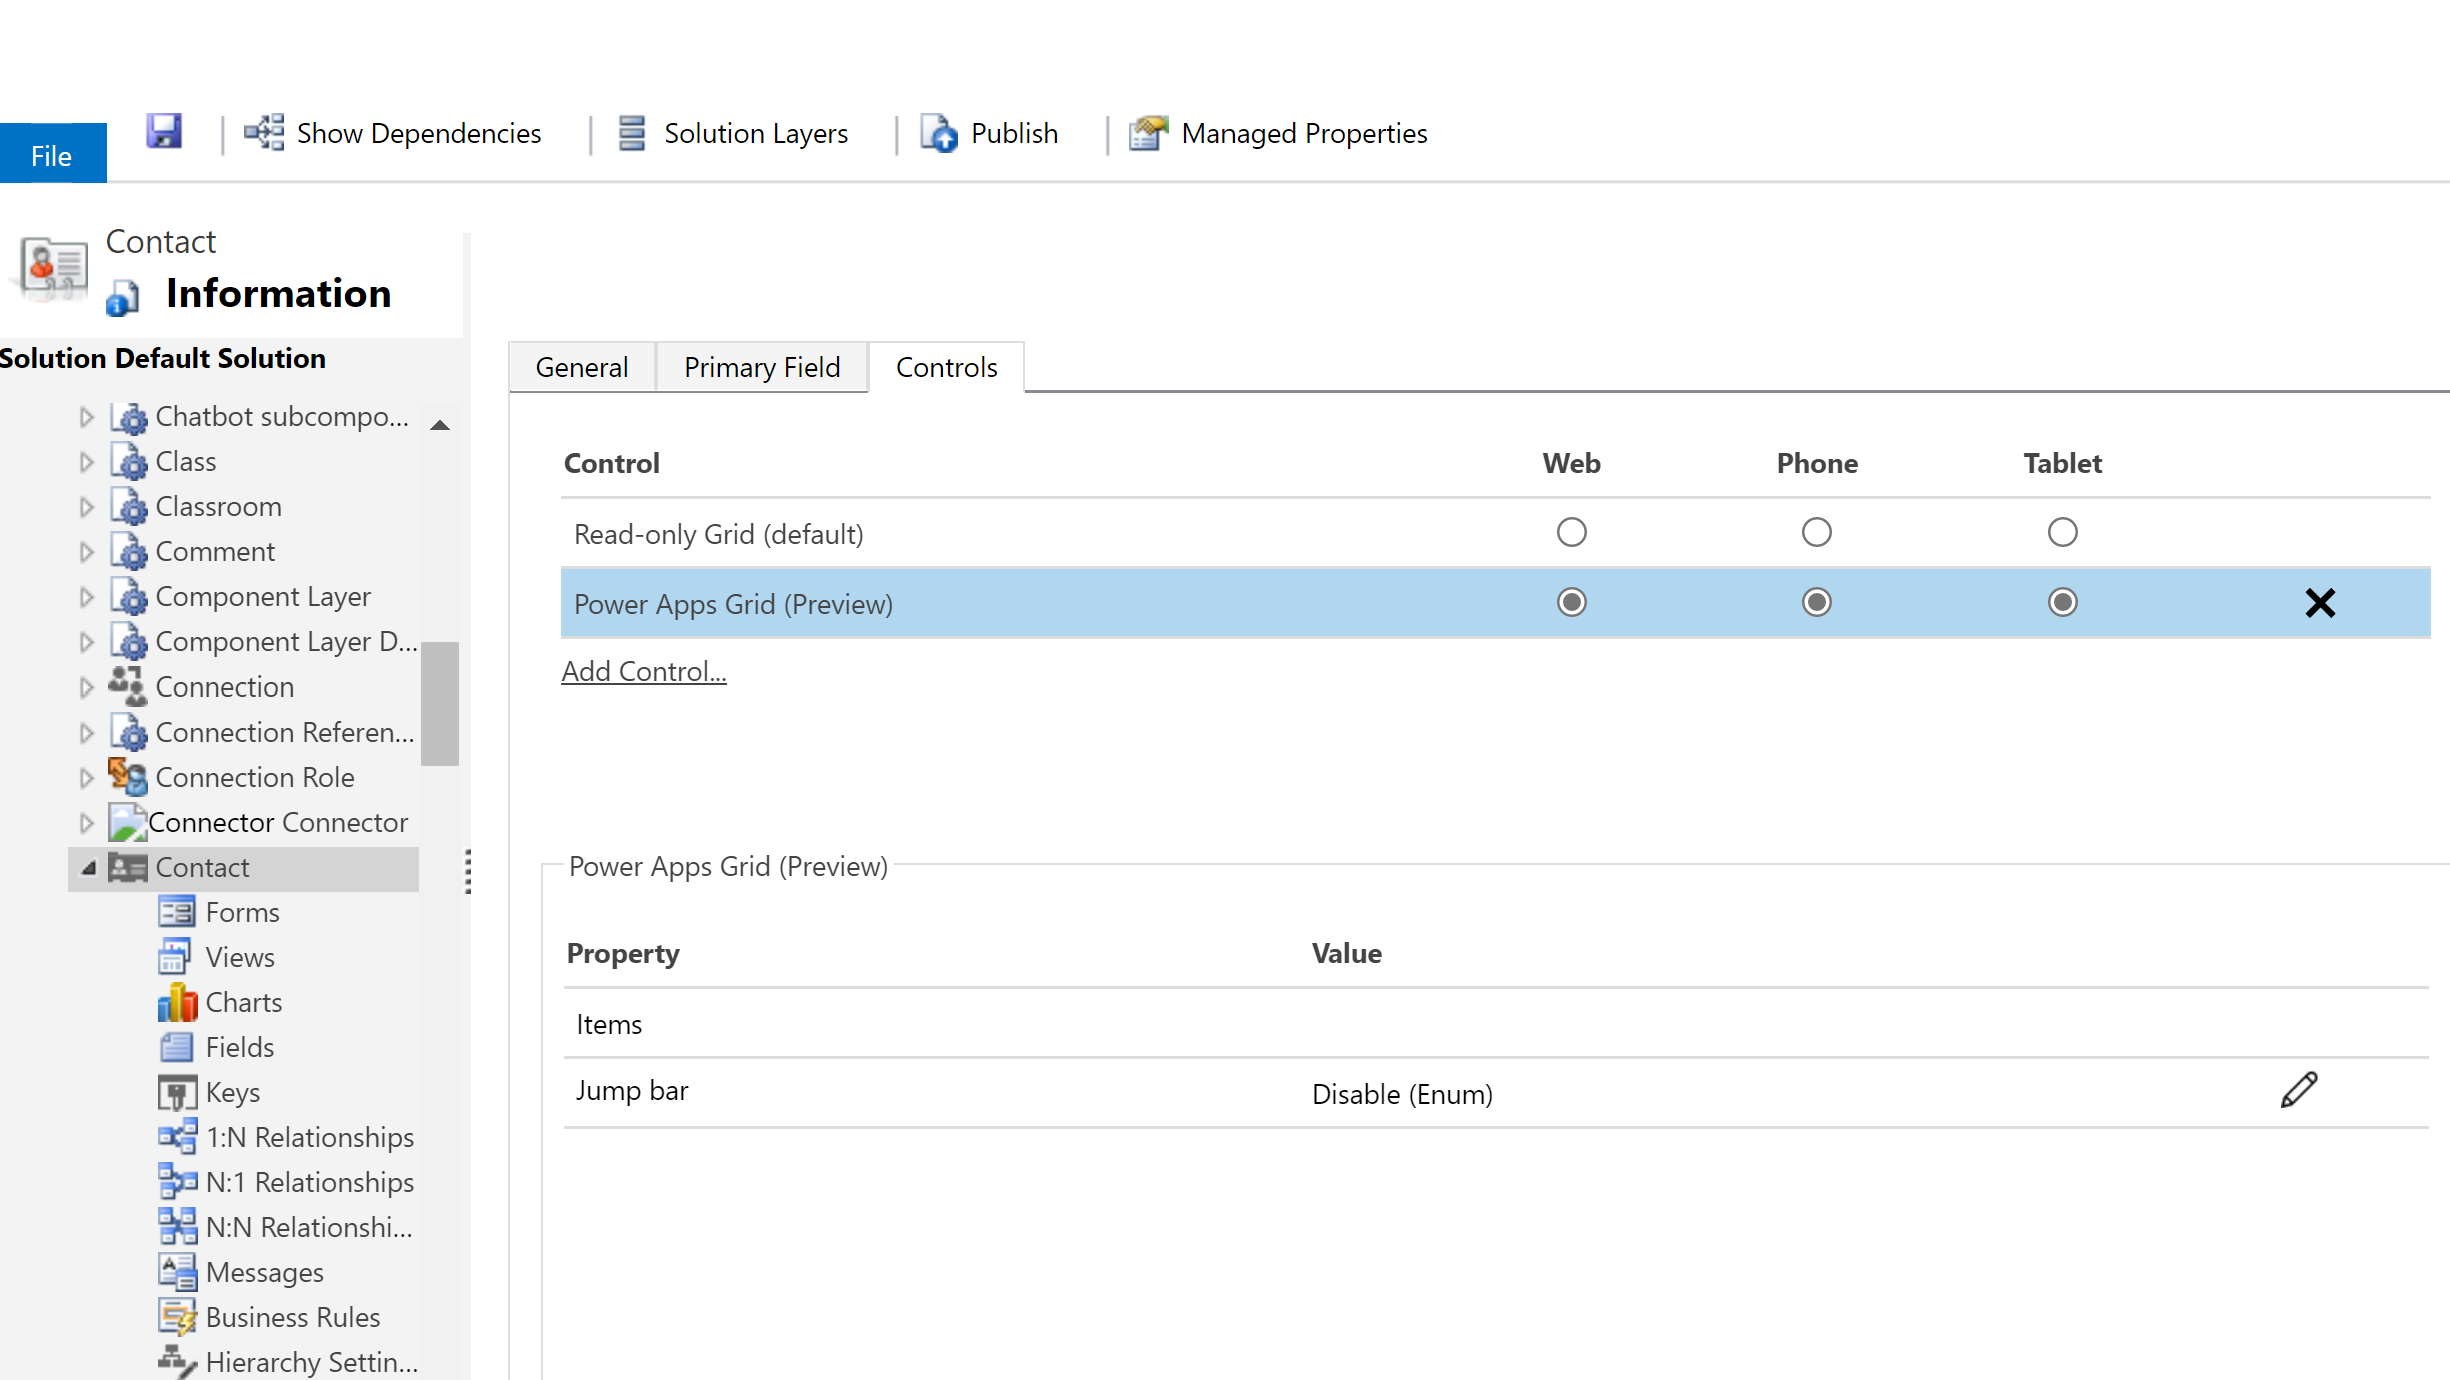 File
Show Dependencies
Solution Layers
Publish
Managed Properties
Contact
Information
Solution Default Solution
Chatbot subcompo...
Class
Classroom
Comment
Component Layer
Component Layer D...
Connection
Connection Referen...
Connection Role
Connector Connector
Contact
Forms
Views
Charts
Fields
Keys
1:N Relationships
N:1 Relationships
N:N Relationshi...
Messages
Business Rules
Hierarchy Settin...
General
Primary Field
Controls
Control Web Phone Tablet
Read-only Grid (default)
Power Apps Grid (Preview)
Add Control...
Power Apps Grid (Preview)
Property Value
Items
Jump bar Disable (Enum)